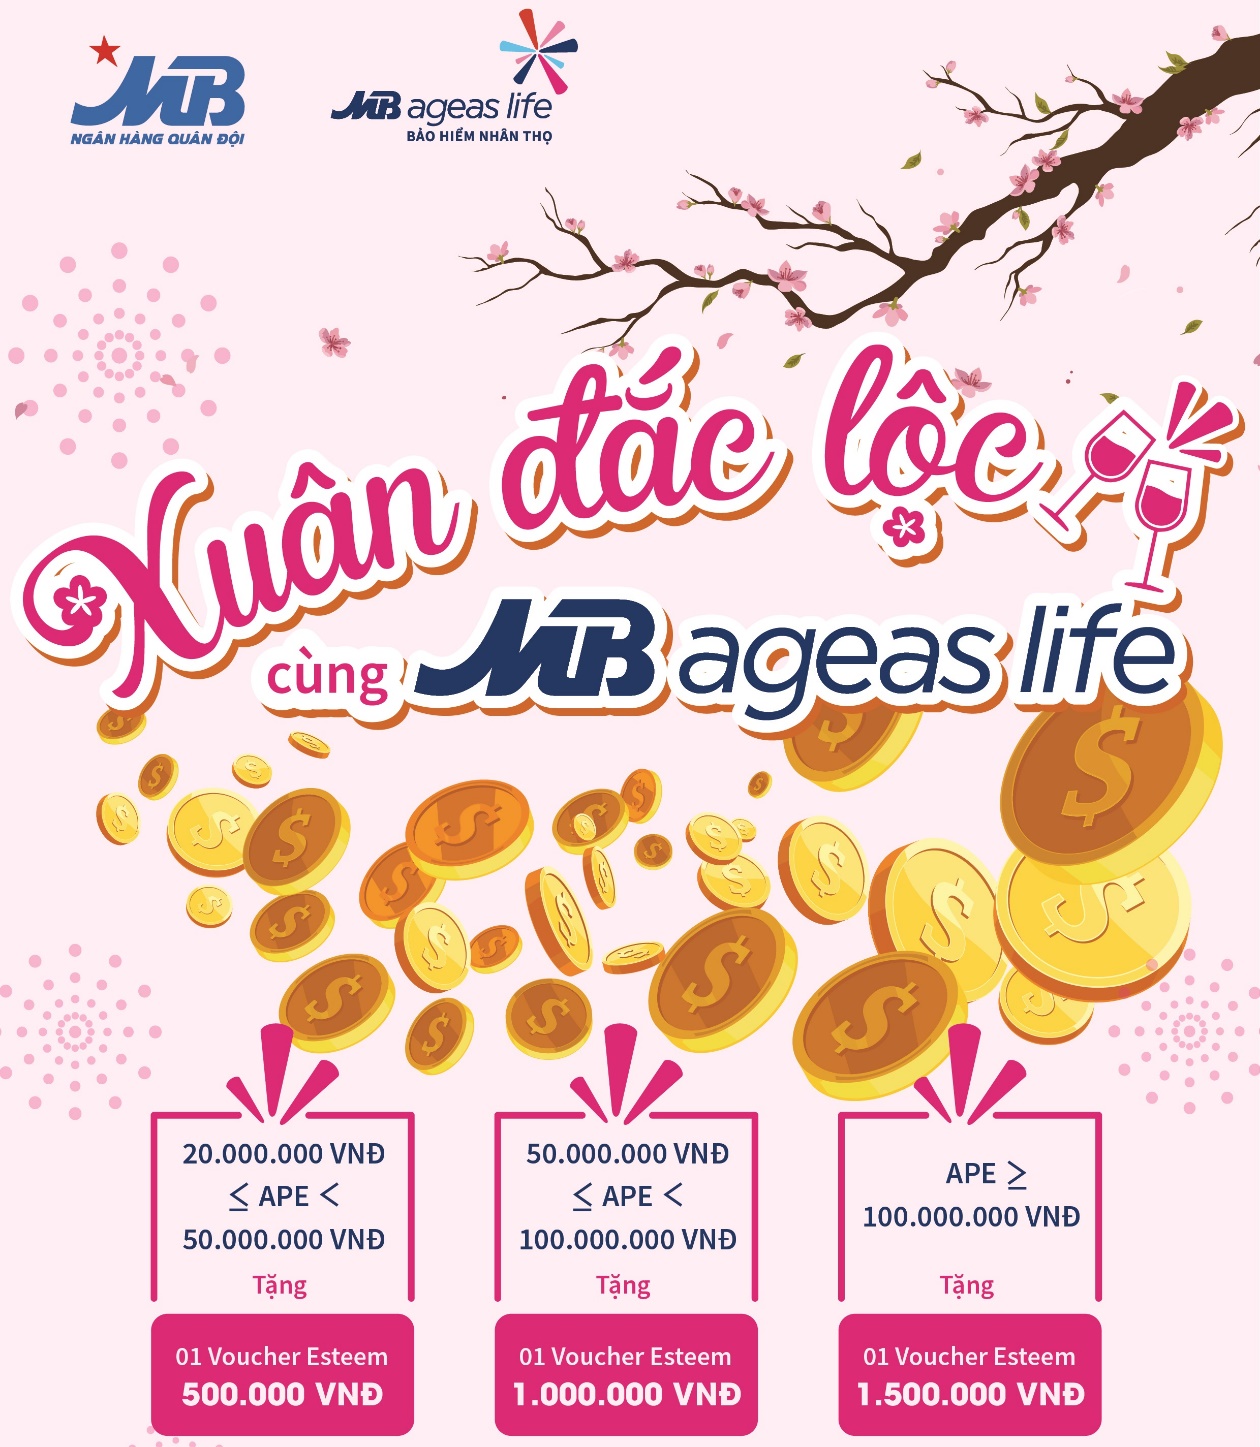 MB
NGÂN HÀNG QUÂN ĐỘI
MB ageas life
BẢO HIỂM NHÂN THỌ
Xuân đắc lộc
cùng MB ageas life
20.000.000 VNĐ
≤ APE <
50.000.000 VNĐ
Tặng
01 Voucher Esteem
500.000 VNĐ
50.000.000 VNĐ
≤ APE <
100.000.000 VNĐ
Tặng
01 Voucher Esteem
1.000.000 VNĐ
APE ≥
100.000.000 VNĐ
Tặng
01 Voucher Esteem
1.500.000 VNĐ